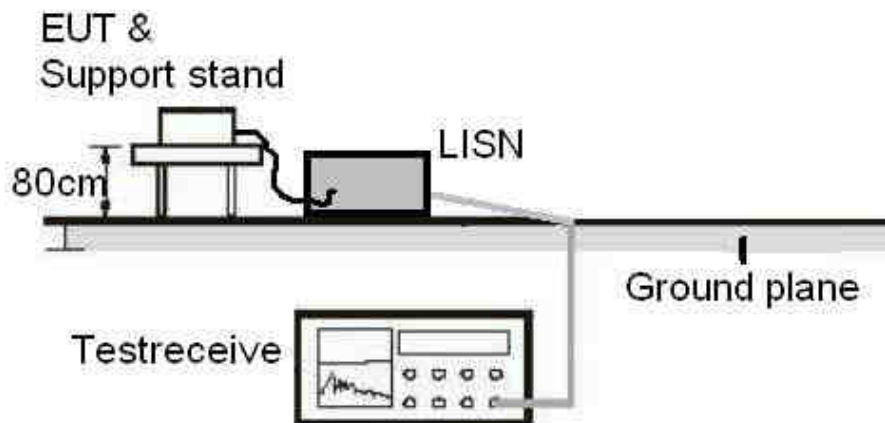 EUT &
Support stand
LISN
80cm
Ground plane
Testreceive